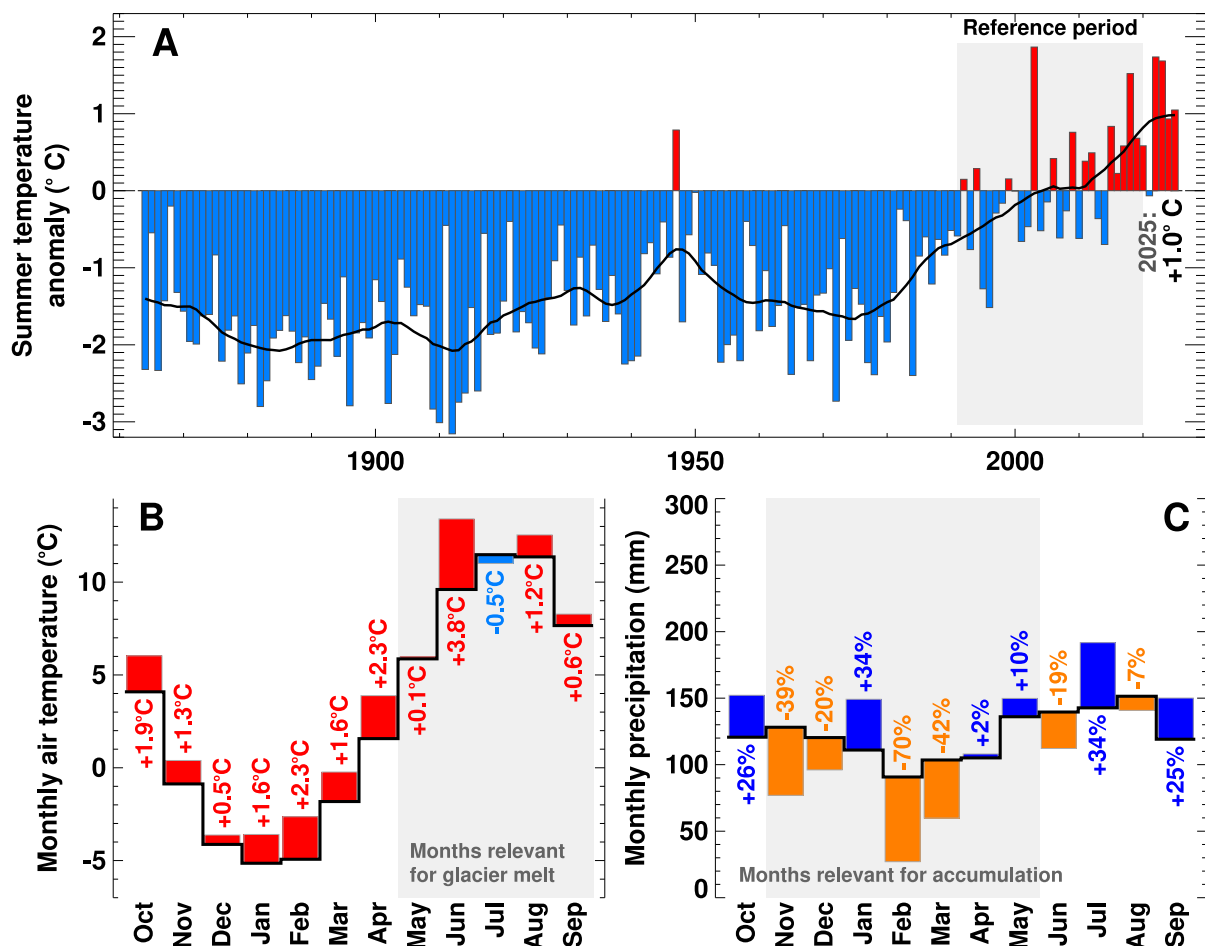 A
Reference period
Summer temperature
anomaly (° C)
2
1
0
-1
-2
-3
2025:
+1.0° C
1900
1950
2000
B
Monthly air temperature (°C)
10
5
0
-5
+1.9°C
+1.3°C
+0.5°C
+1.6°C
+2.3°C
+1.6°C
+2.3°C
+0.1°C
+3.8°C
-0.5°C
+1.2°C
+0.6°C
Months relevant
for glacier melt
Oct
Nov
Dec
Jan
Feb
Mar
Apr
May
Jun
Jul
Aug
Sep
C
Monthly precipitation (mm)
300
250
200
150
100
50
0
+26%
-39%
-20%
+34%
-70%
-42%
+2%
+10%
-19%
+34%
-7%
+25%
Months relevant for accumulation
Oct
Nov
Dec
Jan
Feb
Mar
Apr
May
Jun
Jul
Aug
Sep